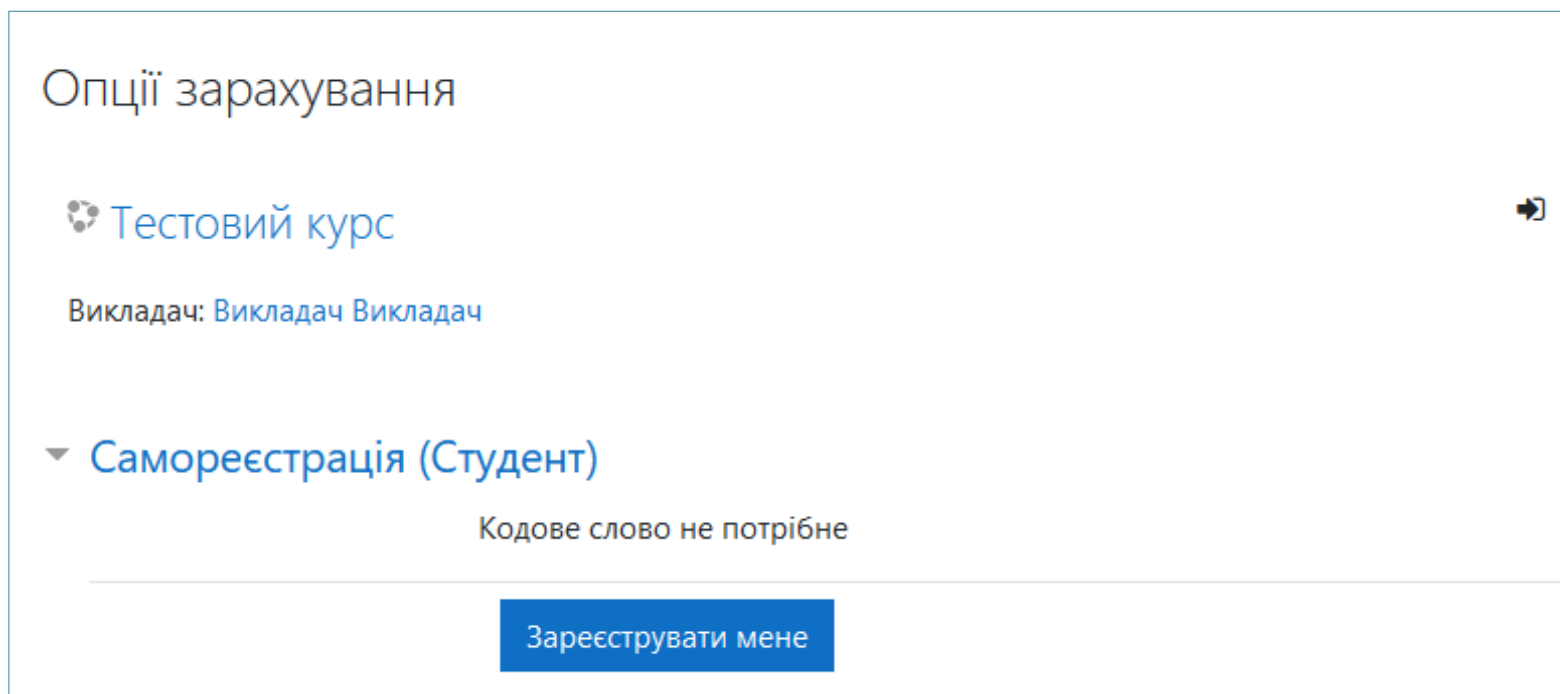 Опції зарахування
Тестовий курс
Викладач: Викладач Викладач
Самореєстрація (Студент)
Кодове слово не потрібне
Зареєструвати мене